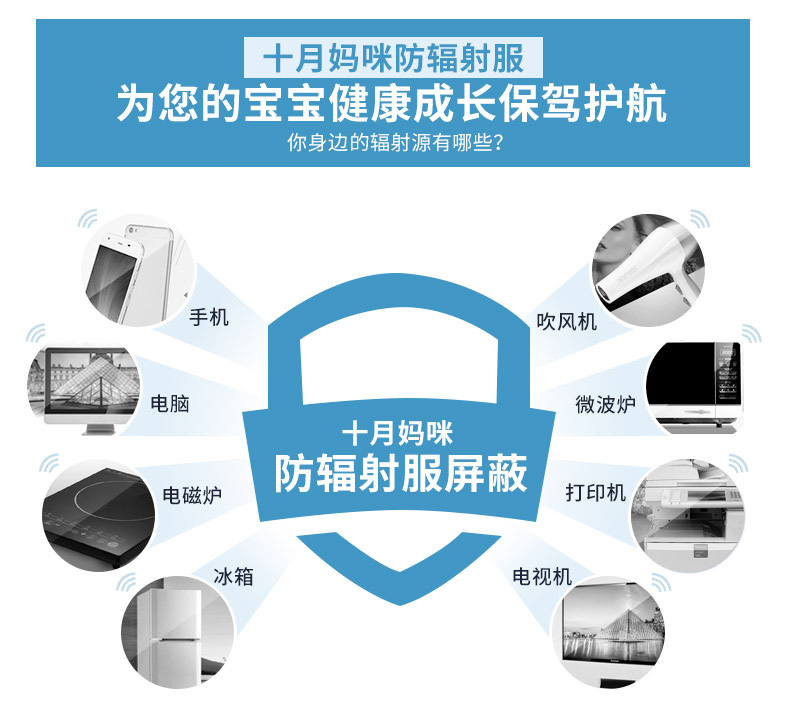 十月妈咪防辐射服
为您的宝宝健康成长保驾护航
你身边的辐射源有哪些?
手机
吹风机
电脑
微波炉
十月妈咪
防辐射服屏蔽
电磁炉
打印机
冰箱
电视机